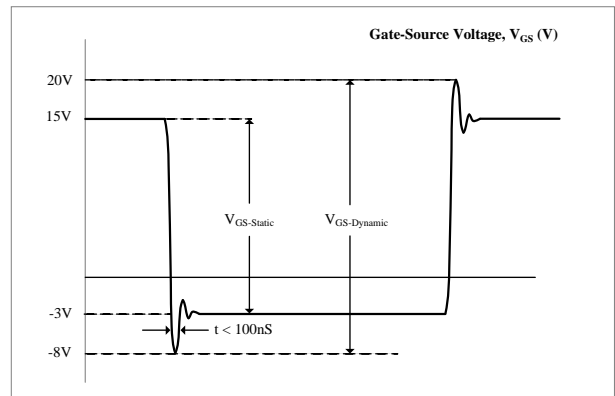 Gate-Source Voltage, VGS (V)
20V
15V
VGS-Static
VGS-Dynamic
-3V
t < 100nS
-8V